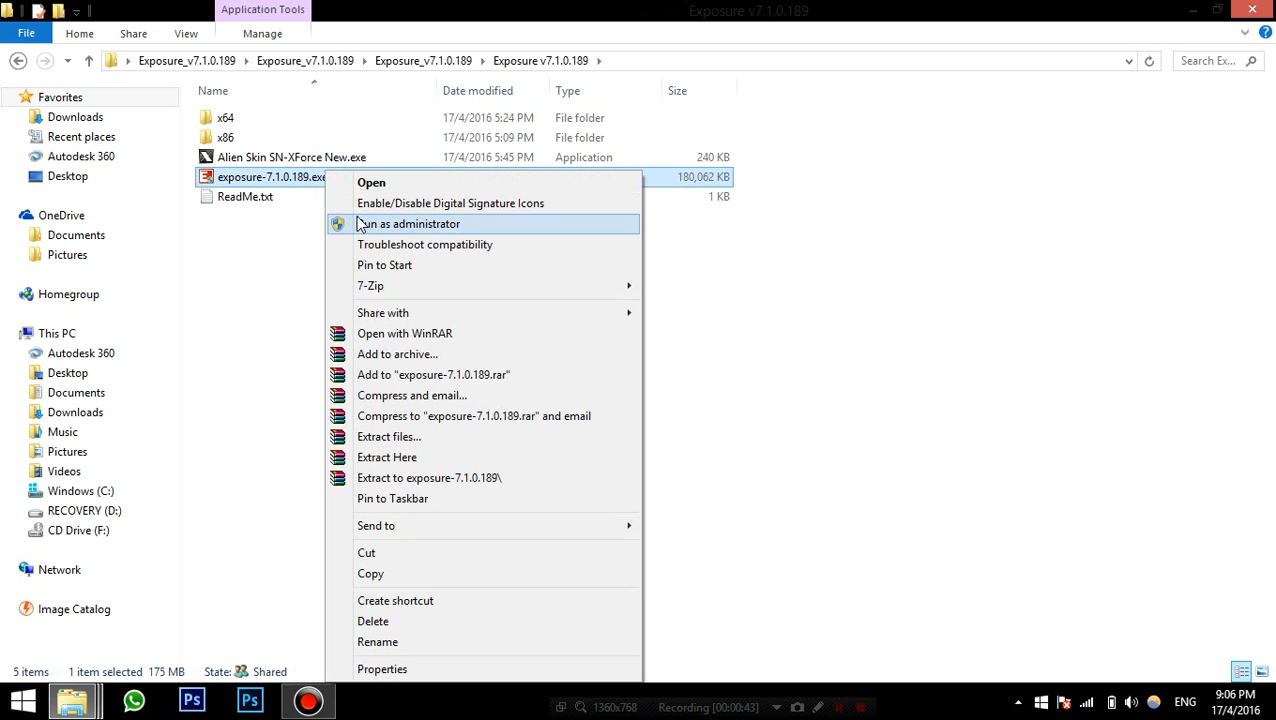 Application Tools
Exposure v7.1.0.189
File
Home
Share
View
Manage
Exposure_v7.1.0.189
Exposure_v7.1.0.189
Exposure_v7.1.0.189
Exposure v7.1.0.189
Search Ex...
Name
Date modified
Type
Size
x64
17/4/2016 5:24 PM
File folder
x86
17/4/2016 5:09 PM
File folder
Alien Skin SN-XForce New.exe
17/4/2016 5:45 PM
Application
240 KB
exposure-7.1.0.189.exe
180,062 KB
ReadMe.txt
1 KB
Favorites
Downloads
Recent places
Autodesk 360
Desktop
OneDrive
Documents
Pictures
Homegroup
This PC
Autodesk 360
Desktop
Documents
Downloads
Music
Pictures
Videos
Windows (C:)
RECOVERY (D:)
CD Drive (F:)
Network
Image Catalog
Open
Enable/Disable Digital Signature Icons
Run as administrator
Troubleshoot compatibility
Pin to Start
7-Zip
Share with
Open with WinRAR
Add to archive...
Add to "exposure-7.1.0.189.rar"
Compress and email...
Compress to "exposure-7.1.0.189.rar" and email
Extract files...
Extract Here
Extract to exposure-7.1.0.189\
Pin to Taskbar
Send to
Cut
Copy
Create shortcut
Delete
Rename
Properties
5 items
1 item selected 175 MB
State:
Shared
Ps
Ps
1360x768
Recording [00:00:43]
ENG
9:06 PM
17/4/2016